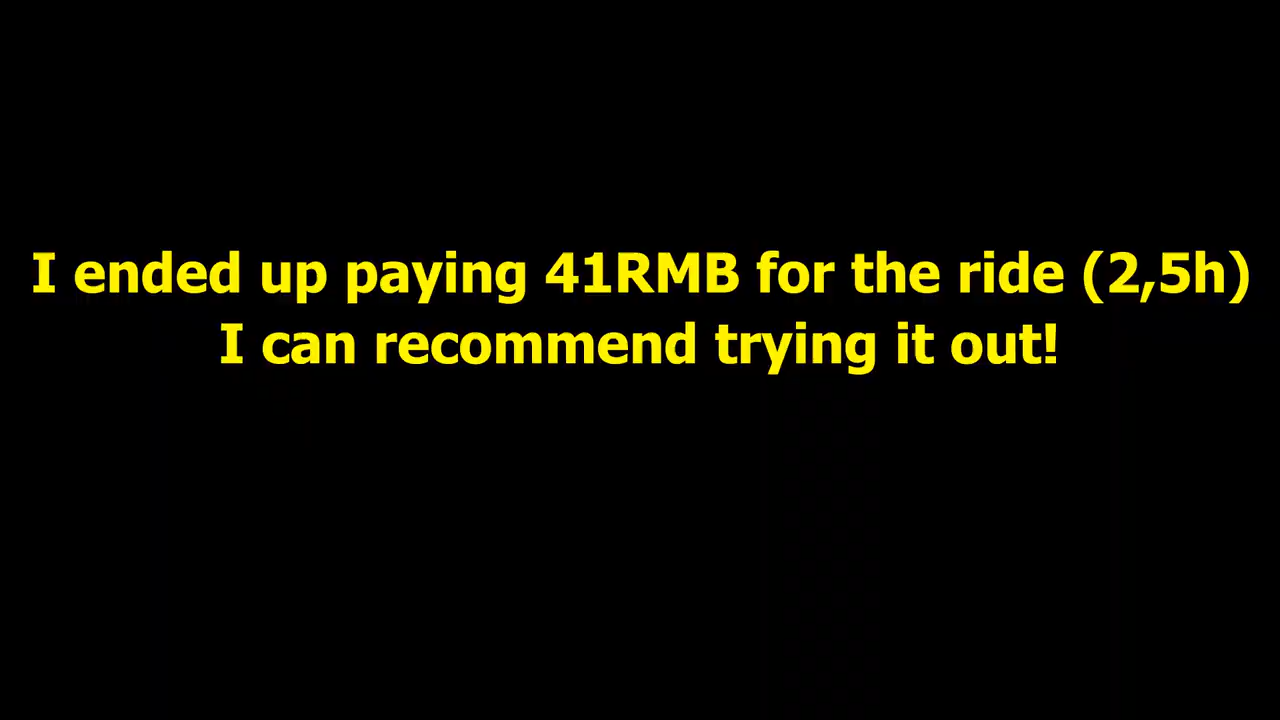 I ended up paying 41RMB for the ride (2,5h)
I can recommend trying it out!